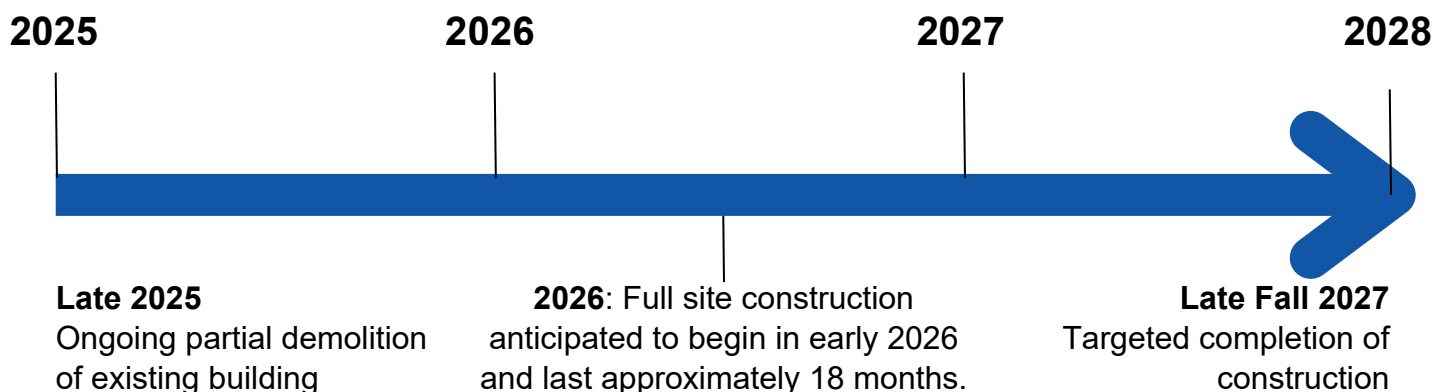 2025
2026
2027
2028
Late 2025
Ongoing partial demolition
of existing building
2026: Full site construction
anticipated to begin in early 2026
and last approximately 18 months.
Late Fall 2027
Targeted completion of
construction